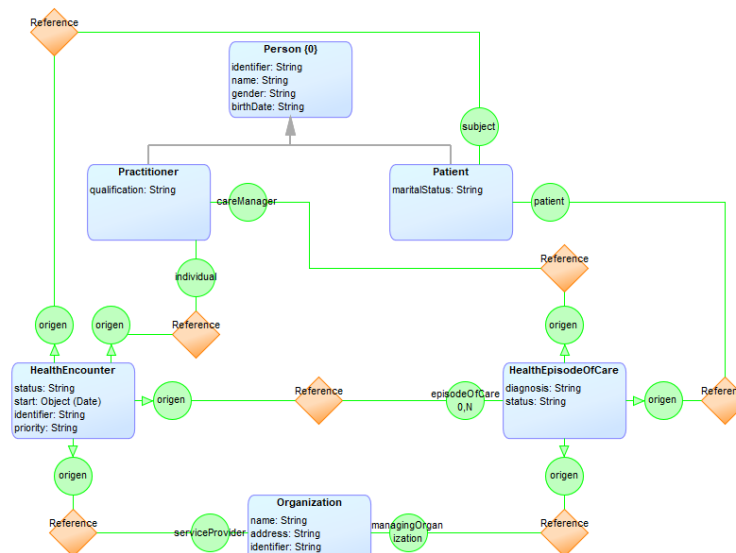 Reference
Person {0}
identifier: String
name: String
gender: String
birthDate: String
subject
Practitioner
qualification: String
careManager
Patient
maritalStatus: String
patient
individual
Reference
origen
origen
Reference
origen
Reference
HealthEncounter
status: String
start: Object (Date)
identifier: String
priority: String
origen
Reference
episodeOfCare
0,N
HealthEpisodeOfCare
diagnosis: String
status: String
origen
Reference
origen
origen
Organization
name: String
address: String
identifier: String
Reference
serviceProvider
managingOrgan
ization
Reference